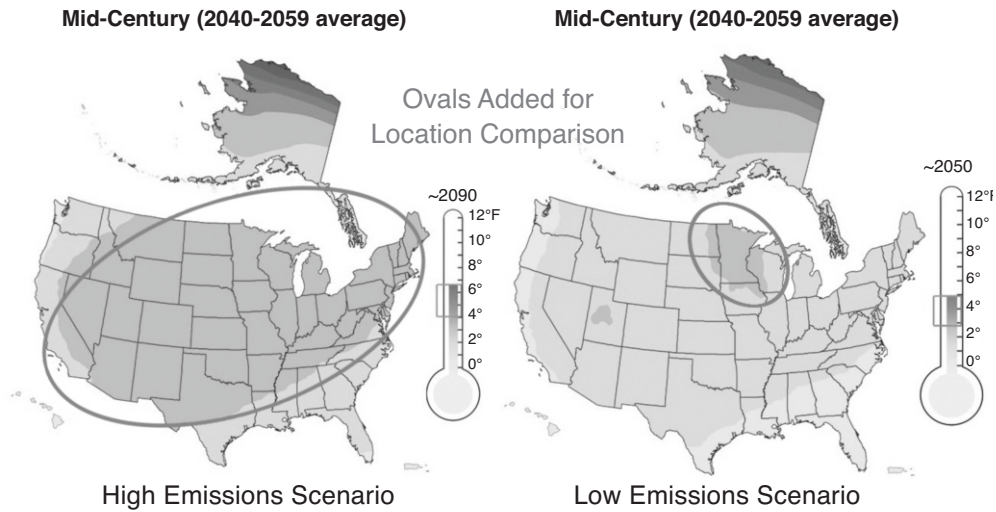 Mid-Century (2040-2059 average)
Mid-Century (2040-2059 average)
Ovals Added for
Location Comparison
~2090
12°F
10°
8°
6°
4°
2°
0°
~2050
12°F
10°
8°
6°
4°
2°
0°
High Emissions Scenario
Low Emissions Scenario